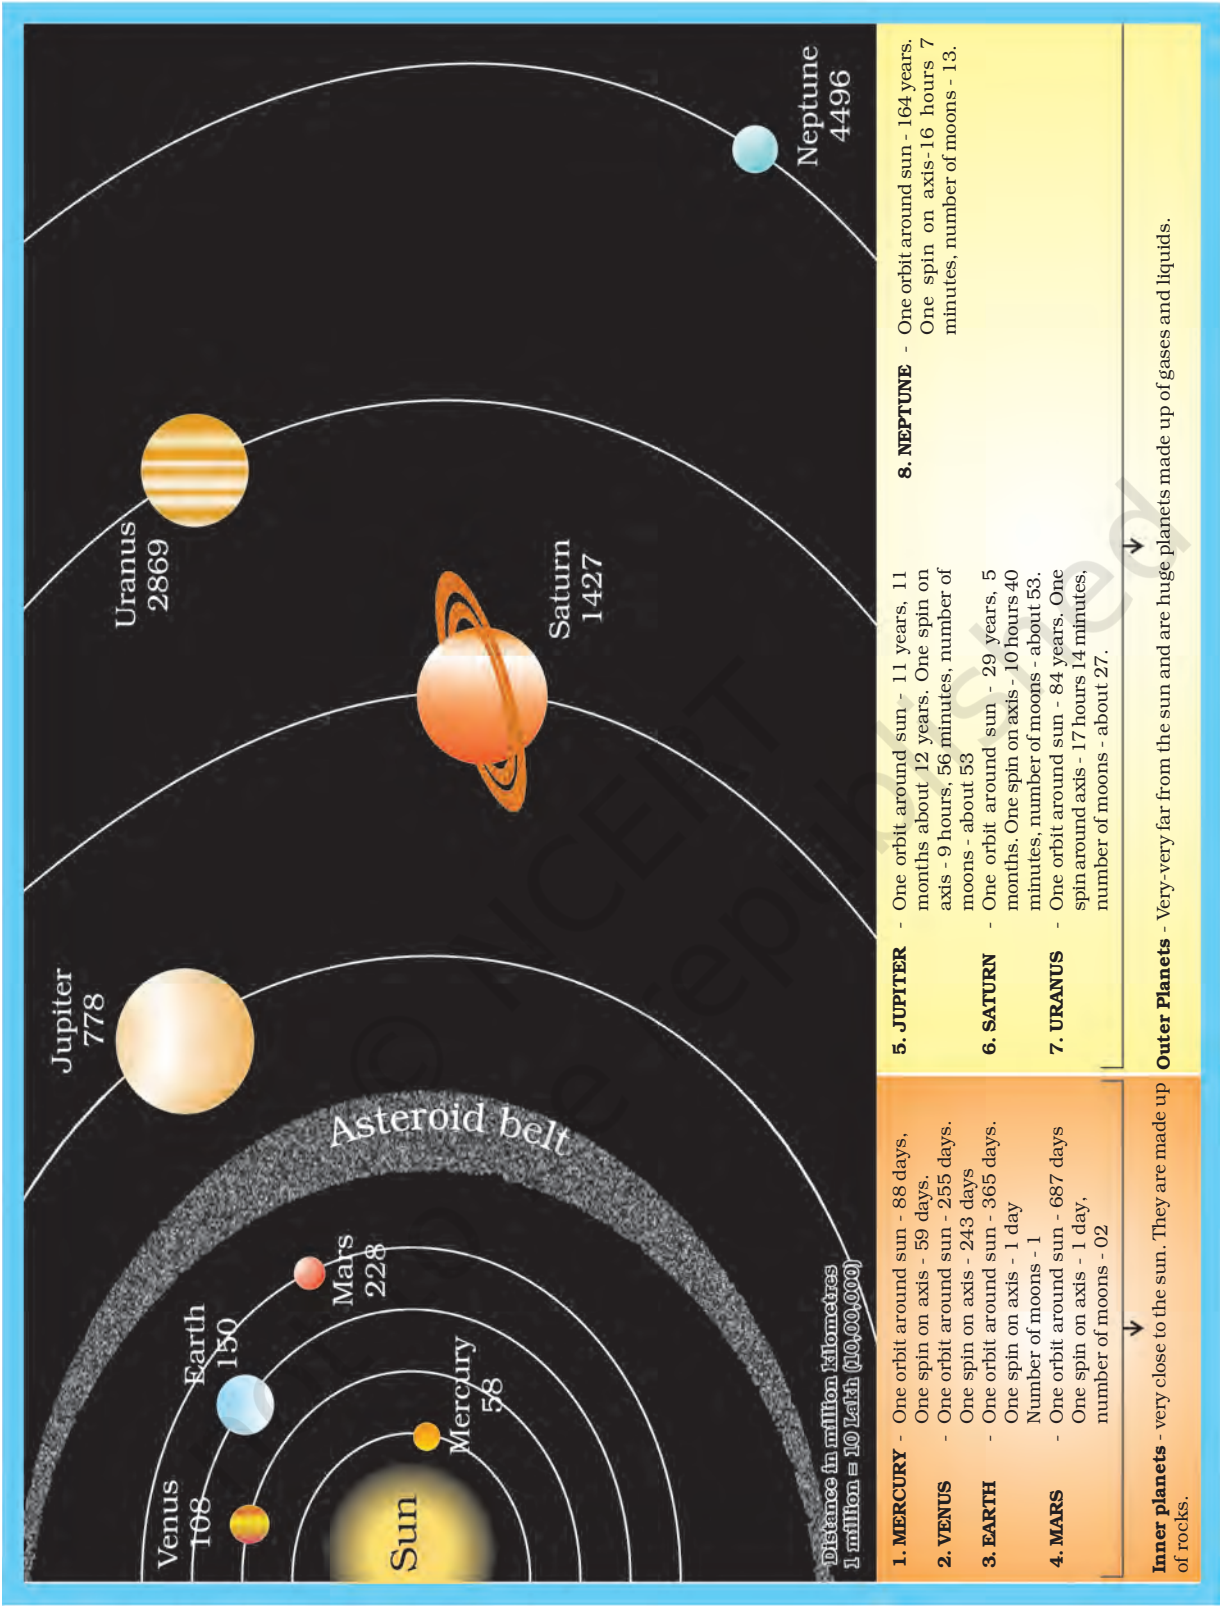 Sun
Mercury
58
Venus
108
Earth
150
Mars
228
Asteroid belt
Jupiter
778
Saturn
1427
Uranus
2869
Neptune
4496
Distance in million kilometres
1 million = 10 Lakh (10,00,000)
1. MERCURY - One orbit around sun - 88 days,
One spin on axis - 59 days.
2. VENUS - One orbit around sun - 255 days.
One spin on axis - 243 days
3. EARTH - One orbit around sun - 365 days.
One spin on axis - 1 day
Number of moons - 1
4. MARS - One orbit around sun - 687 days
One spin on axis - 1 day,
number of moons - 02
Inner planets - very close to the sun. They are made up
of rocks.
5. JUPITER - One orbit around sun - 11 years, 11
months about 12 years. One spin on
axis - 9 hours, 56 minutes, number of
moons - about 53
6. SATURN - One orbit around sun - 29 years, 5
months. One spin on axis - 10 hours 40
minutes, number of moons - about 53.
7. URANUS - One orbit around sun - 84 years. One
spin around axis - 17 hours 14 minutes,
number of moons - about 27.
8. NEPTUNE - One orbit around sun - 164 years.
One spin on axis-16 hours 7
minutes, number of moons - 13.
Outer Planets - Very-very far from the sun and are huge planets made up of gases and liquids.
© NCERT
not to be republished